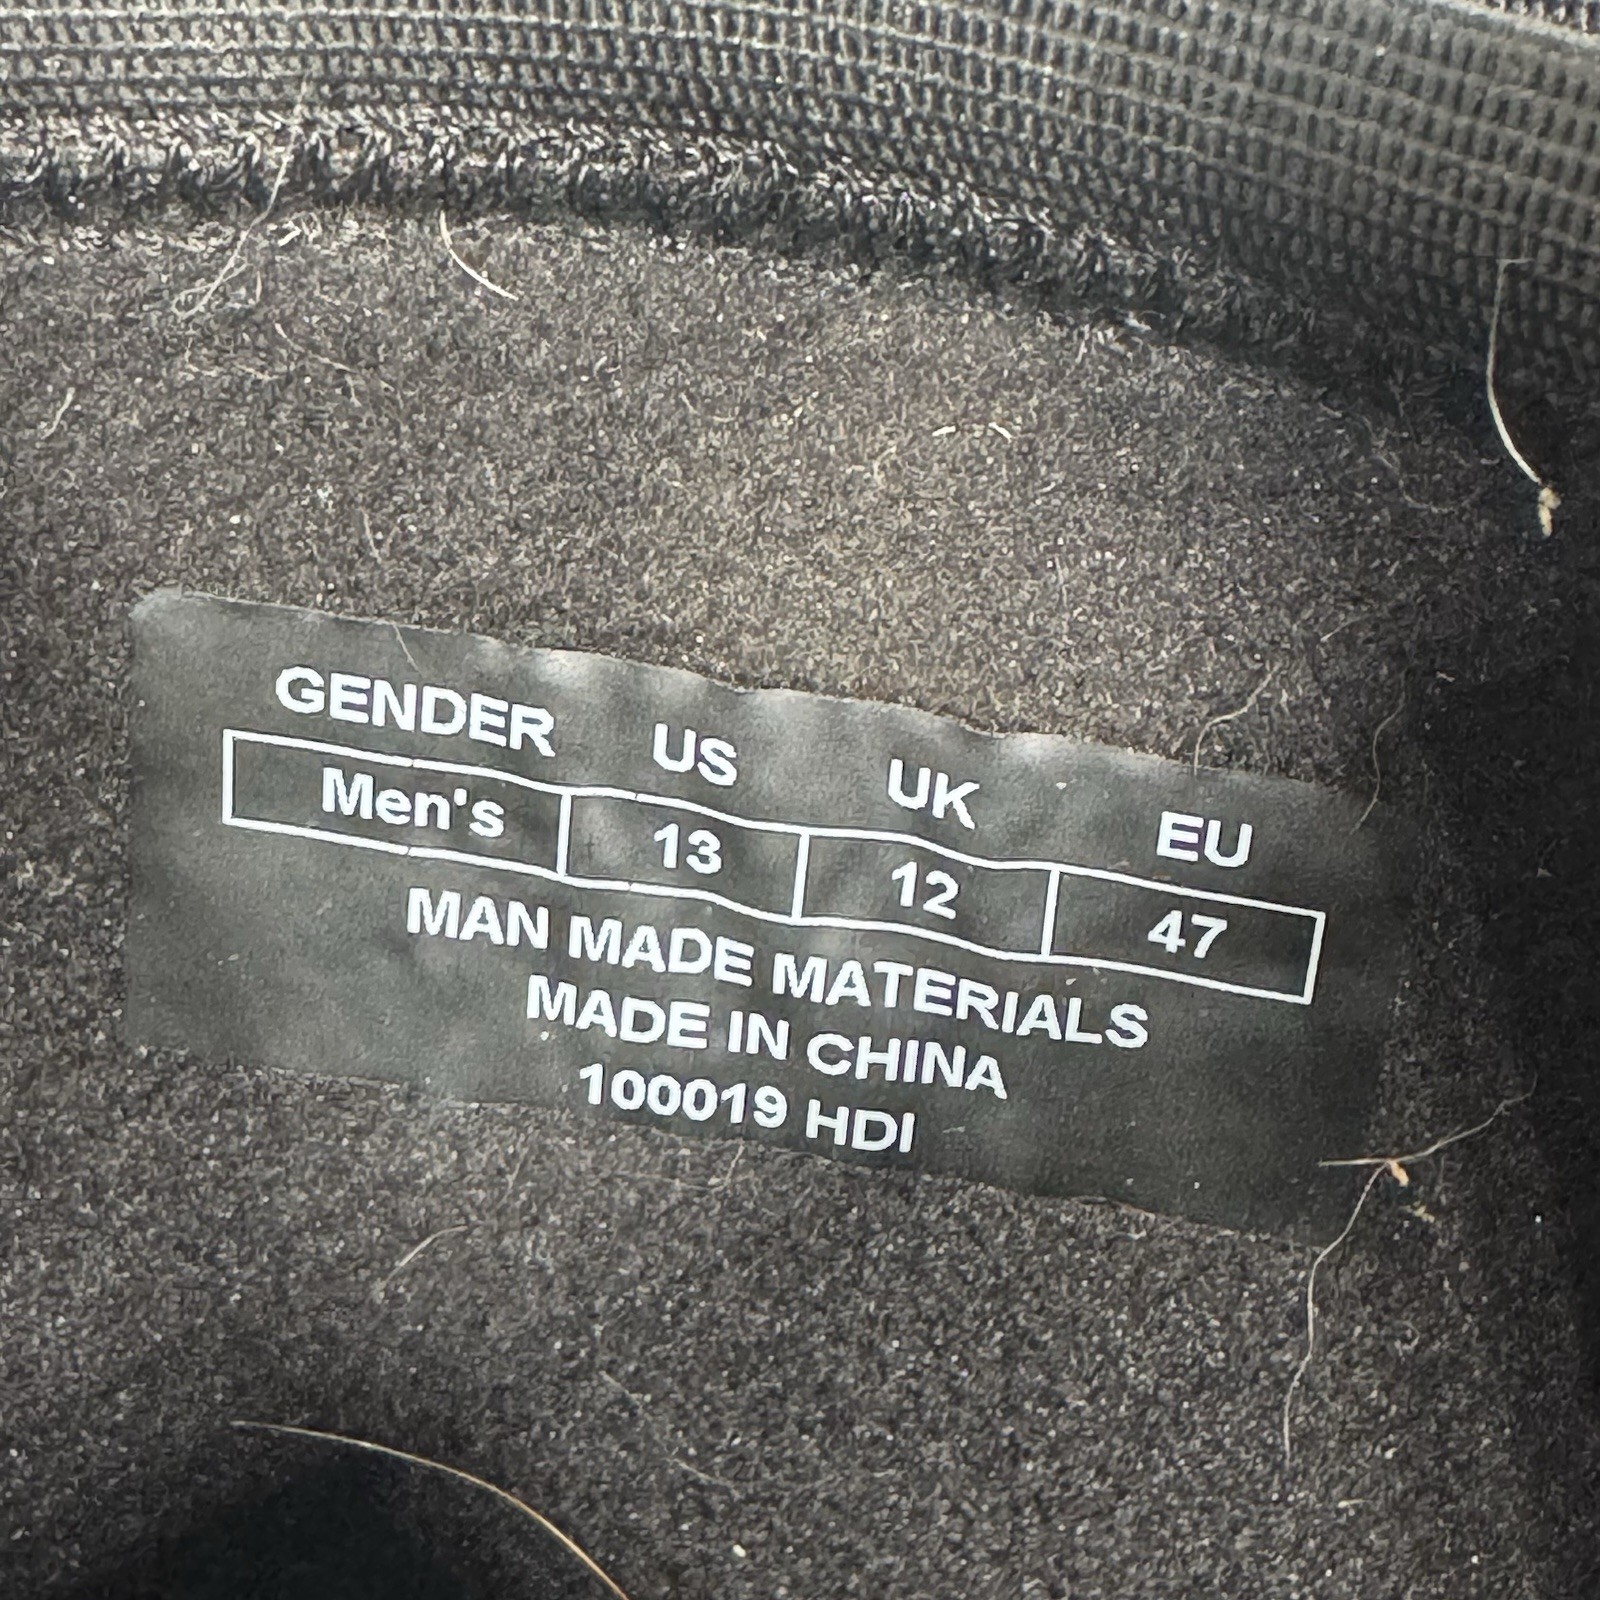 GENDER US UK EU
Men's 13 12 47
MAN MADE MATERIALS
MADE IN CHINA
100019 HDI